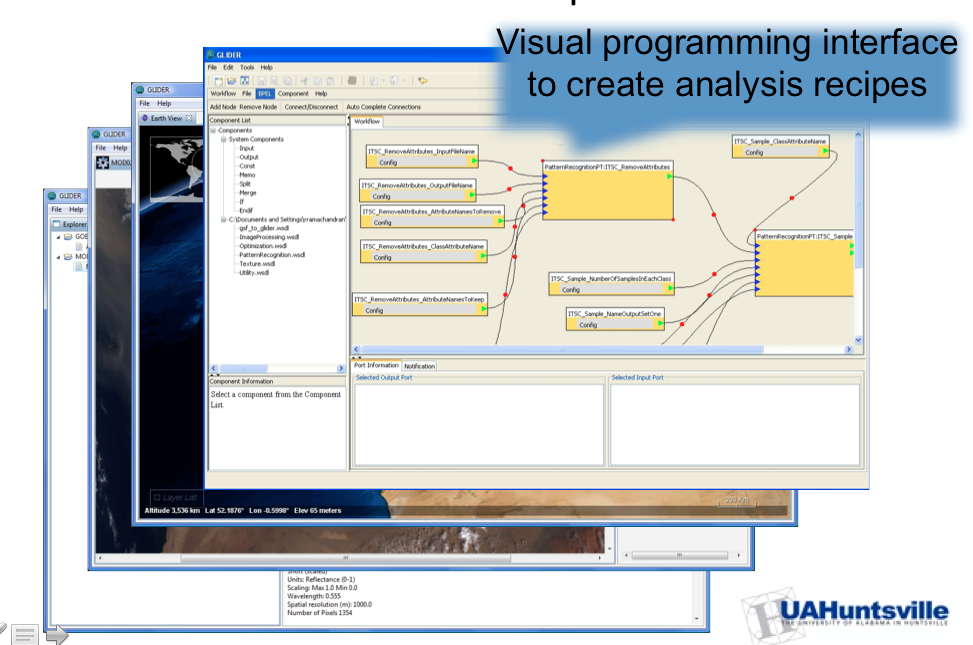 Visual programming interface
to create analysis recipes
GLIDER
File Edit Tools Help
Workflow File BPEL Component Help
Add Node Remove Node Connect/Disconnect Auto Complete Connections
Component List
Components
System Components
Input
Output
Const
Memo
Split
Merge
If
Endif
C:\Documents and Settings\rramachandran\
gsf_to_glider.wsdl
ImageProcessing.wsdl
Optimization.wsdl
PatternRecognition.wsdl
Texture.wsdl
Utility.wsdl
Component Information
Select a component from the Component
List.
Workflow
ITSC_RemoveAttributes_InputFileName
Config
ITSC_RemoveAttributes_OutputFileName
Config
ITSC_RemoveAttributes_AttributeNamesToRemove
Config
ITSC_RemoveAttributes_ClassAttributeName
Config
ITSC_RemoveAttributes_AttributeNamesToKeep
Config
PatternRecognitionPT:ITSC_RemoveAttributes
ITSC_Sample_ClassAttributeName
Config
PatternRecognitionPT:ITSC_Sample
ITSC_Sample_NumberOfSamplesInEachClass
Config
ITSC_Sample_NameOutputSetOne
Config
Port Information Notification
Selected Output Port
Selected Input Port
GLIDER
File Help
Earth View
Layer List
200 Km
Altitude 3,536 km Lat 52.1876° Lon -0.5998° Elev 65 meters
GLIDER
File Help
GLIDER
File Help
Explorer
Units: Reflectance (0-1)
Scaling: Max 1.0 Min 0.0
Wavelength: 0.555
Spatial resolution (m): 1000.0
Number of Pixels 1354
UAHuntsville
THE UNIVERSITY OF ALABAMA IN HUNTSVILLE